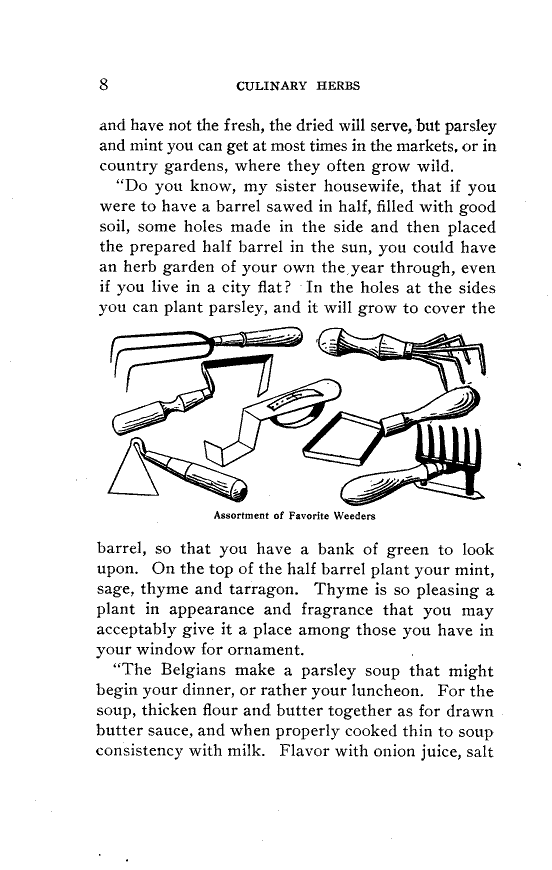 8 CULINARY HERBS
and have not the fresh, the dried will serve, but parsley
and mint you can get at most times in the markets, or in
country gardens, where they often grow wild.
"Do you know, my sister housewife, that if you
were to have a barrel sawed in half, filled with good
soil, some holes made in the side and then placed
the prepared half barrel in the sun, you could have
an herb garden of your own the year through, even
if you live in a city flat? In the holes at the sides
you can plant parsley, and it will grow to cover the
Assortment of Favorite Weeders
barrel, so that you have a bank of green to look
upon. On the top of the half barrel plant your mint,
sage, thyme and tarragon. Thyme is so pleasing a
plant in appearance and fragrance that you may
acceptably give it a place among those you have in
your window for ornament.
"The Belgians make a parsley soup that might
begin your dinner, or rather your luncheon. For the
soup, thicken flour and butter together as for drawn
butter sauce, and when properly cooked thin to soup
consistency with milk. Flavor with onion juice, salt